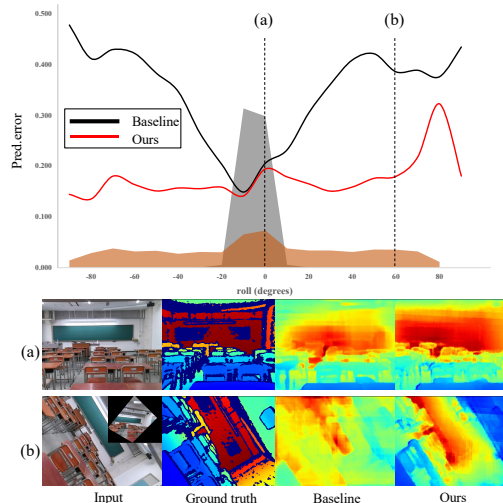 (a) (b)
0.500
0.400
0.300
0.200
0.100
0.000
Pred.error
Baseline
Ours
-80 -60 -40 -20 0 20 40 60 80
roll (degrees)
(a)
(b)
Input Ground truth Baseline Ours